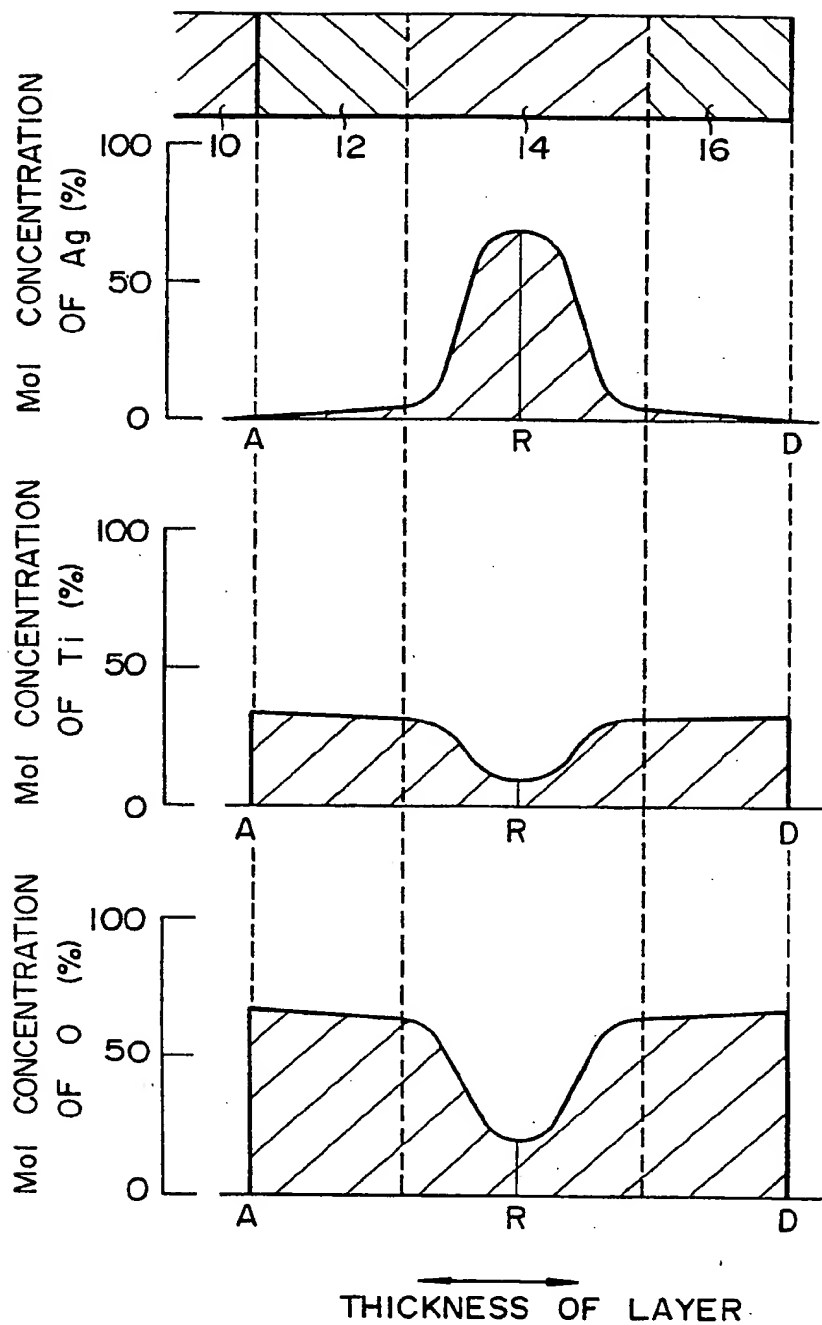 10 12 14 16
Mol CONCENTRATION
OF Ag (%)
100
50
0
A R D
Mol CONCENTRATION
OF Ti (%)
100
50
0
A R D
Mol CONCENTRATION
OF O (%)
100
50
0
A R D
THICKNESS OF LAYER